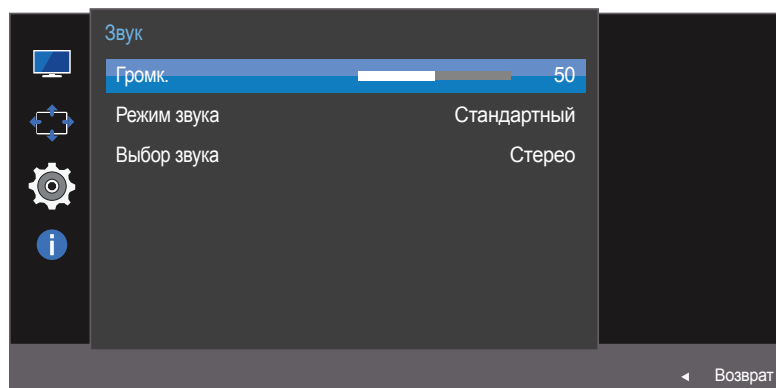 Звук
Громк. 50
Режим звука Стандартный
Выбор звука Стерео
Возврат